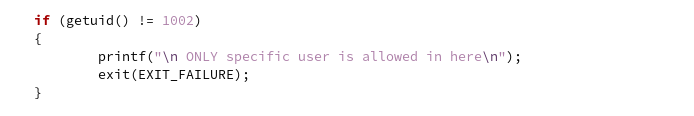 if (getuid() != 1002)
{
        printf("\n ONLY specific user is allowed in here\n");
        exit(EXIT_FAILURE);
}